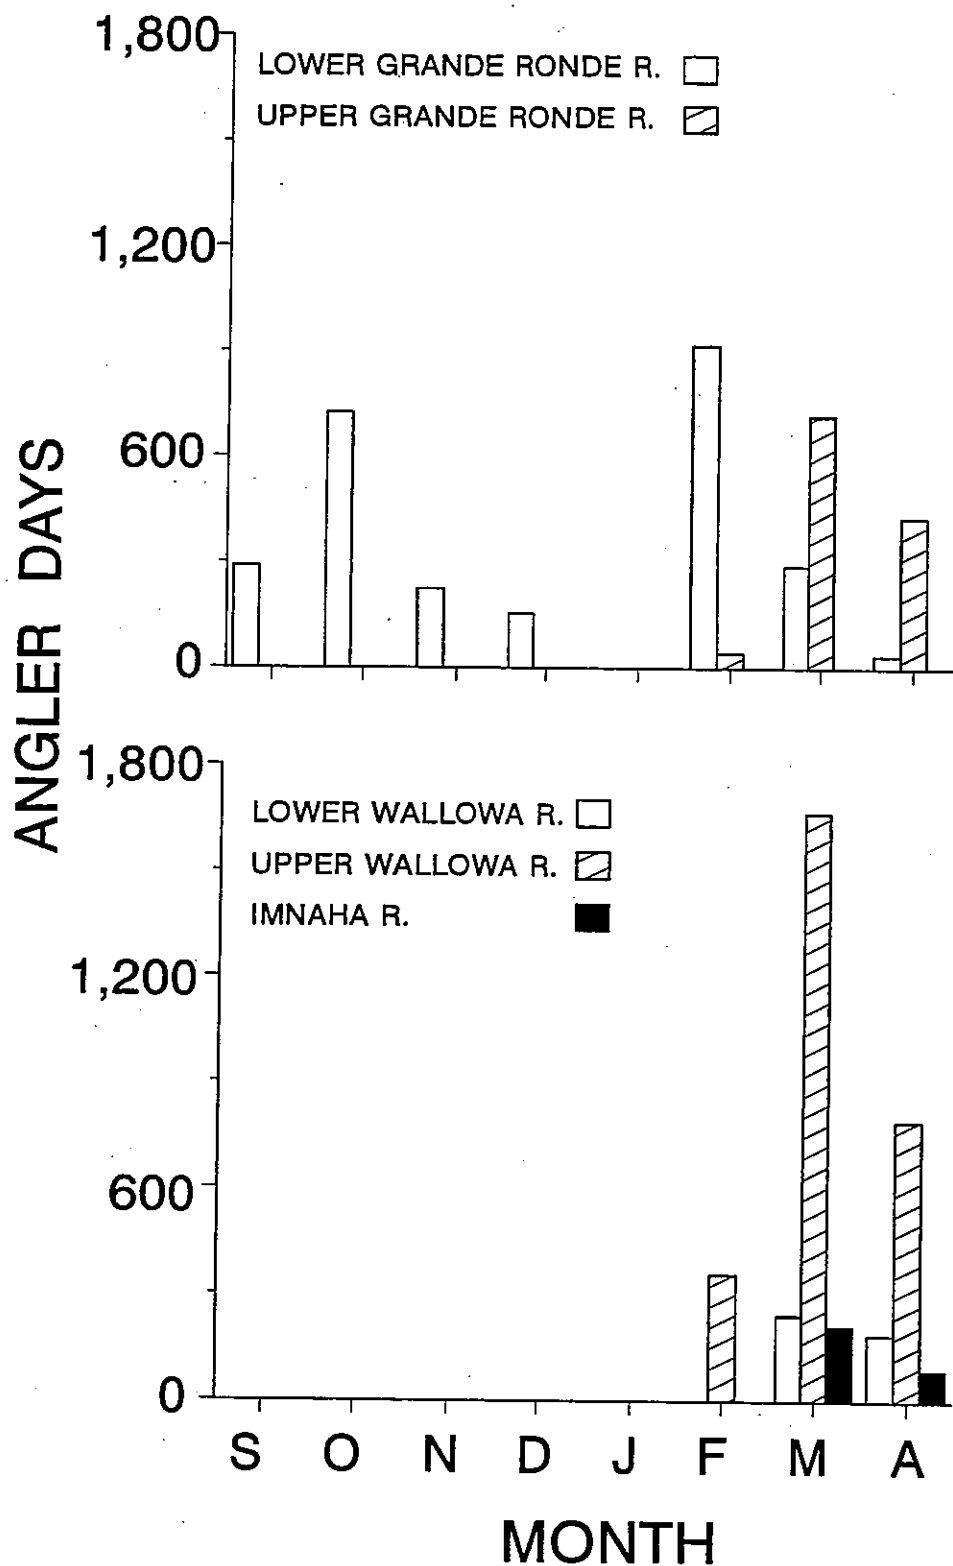 1,800
LOWER GRANDE RONDE R.
UPPER GRANDE RONDE R.
1,200
600
0
ANGLER DAYS
1,800
LOWER WALLOWA R.
UPPER WALLOWA R.
IMNAHA R.
1,200
600
0
S O N D J F M A
MONTH